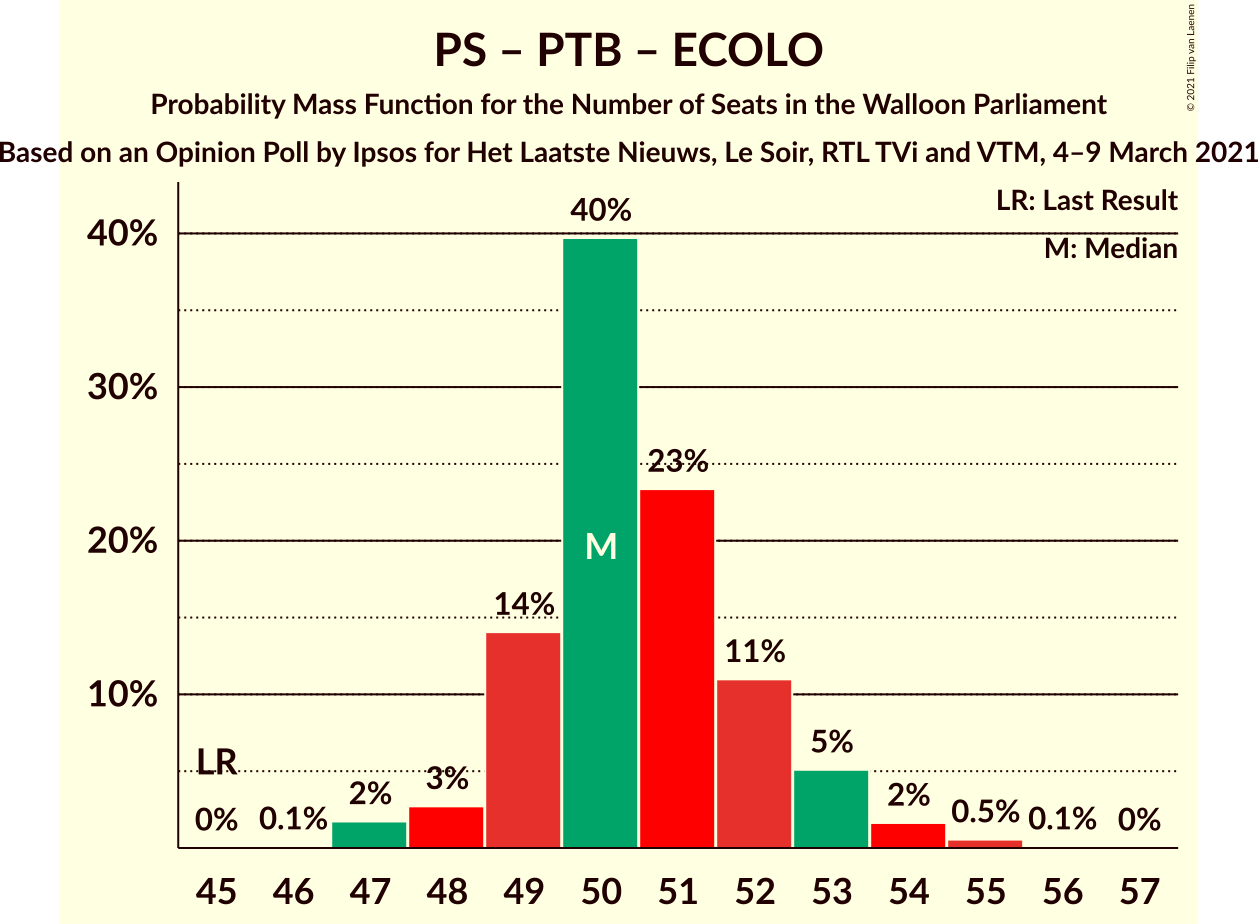 PS – PTB – ECOLO
Probability Mass Function for the Number of Seats in the Walloon Parliament
Based on an Opinion Poll by Ipsos for Het Laatste Nieuws, Le Soir, RTL TVi and VTM, 4–9 March 2021
© 2021 Filip van Laenen
LR: Last Result
M: Median
40%
30%
20%
10%
LR
0%
0.1%
2%
3%
14%
40%
M
23%
11%
5%
2%
0.5%
0.1%
0%
45 46 47 48 49 50 51 52 53 54 55 56 57